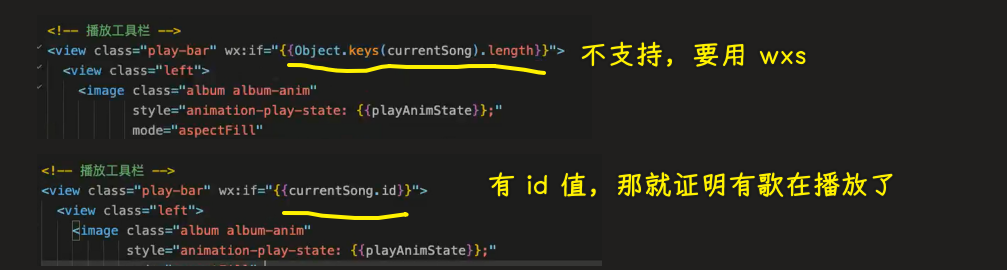 <!-- 播放工具栏 -->
<view class="play-bar" wx:if="{{Object.keys(currentSong).length}}"> 不支持，要用 wxs
<view class="left">
<image class="album album-anim"
style="animation-play-state: {{playAnimState}};"
mode="aspectFill"
<!-- 播放工具栏 -->
<view class="play-bar" wx:if="{{currentSong.id}}"> 有 id 值，那就证明有歌在播放了
<view class="left">
<image class="album album-anim"
style="animation-play-state: {{playAnimState}};"